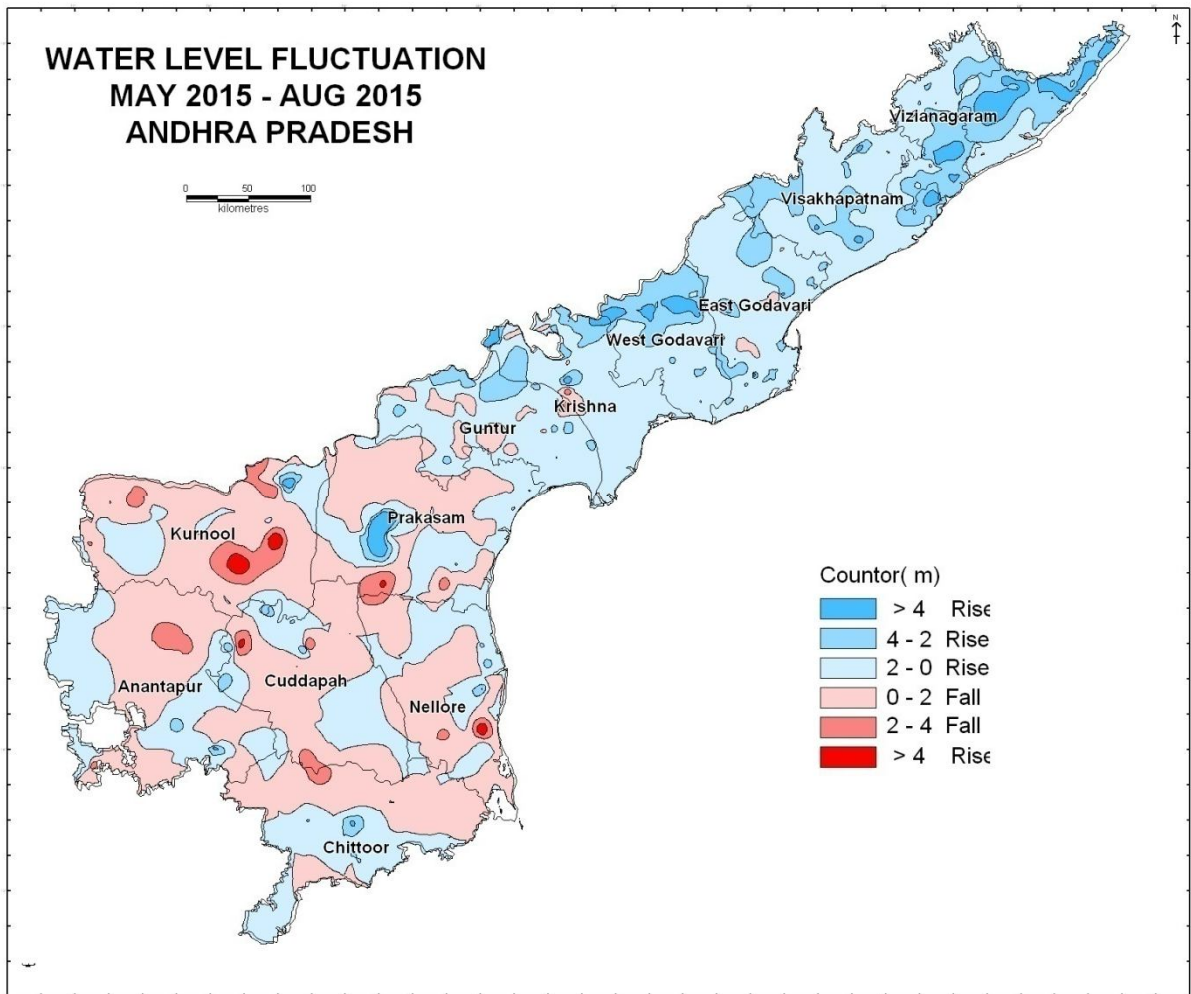 WATER LEVEL FLUCTUATION
MAY 2015 - AUG 2015
ANDHRA PRADESH
N
0 50 100
kilometres
Vizianagaram
Visakhapatnam
East Godavari
West Godavari
Krishna
Guntur
Prakasam
Kurnool
Anantapur
Cuddapah
Nellore
Chittoor
Countor( m)
> 4 Rise
4 - 2 Rise
2 - 0 Rise
0 - 2 Fall
2 - 4 Fall
> 4 Rise